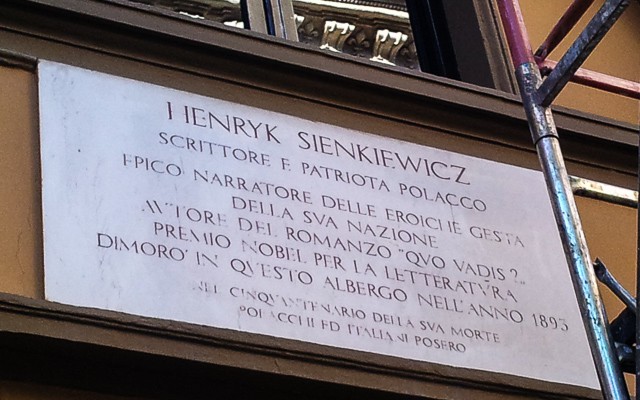 HENRYK SIENKIEWICZ
SCRITTORE E PATRIOTA POLACCO
EPICO NARRATORE DELLE EROICHE GESTA
DELLA SVA NAZIONE
AVTORE DEL ROMANZO "QVO VADIS?"
PREMIO NOBEL PER LA LETTERATVRA
DIMORO' IN QVESTO ALBERGO NELL'ANNO 1893
NEL CINQVANTENARIO DELLA SVA MORTE
POLACCHI ED ITALIANI POSERO